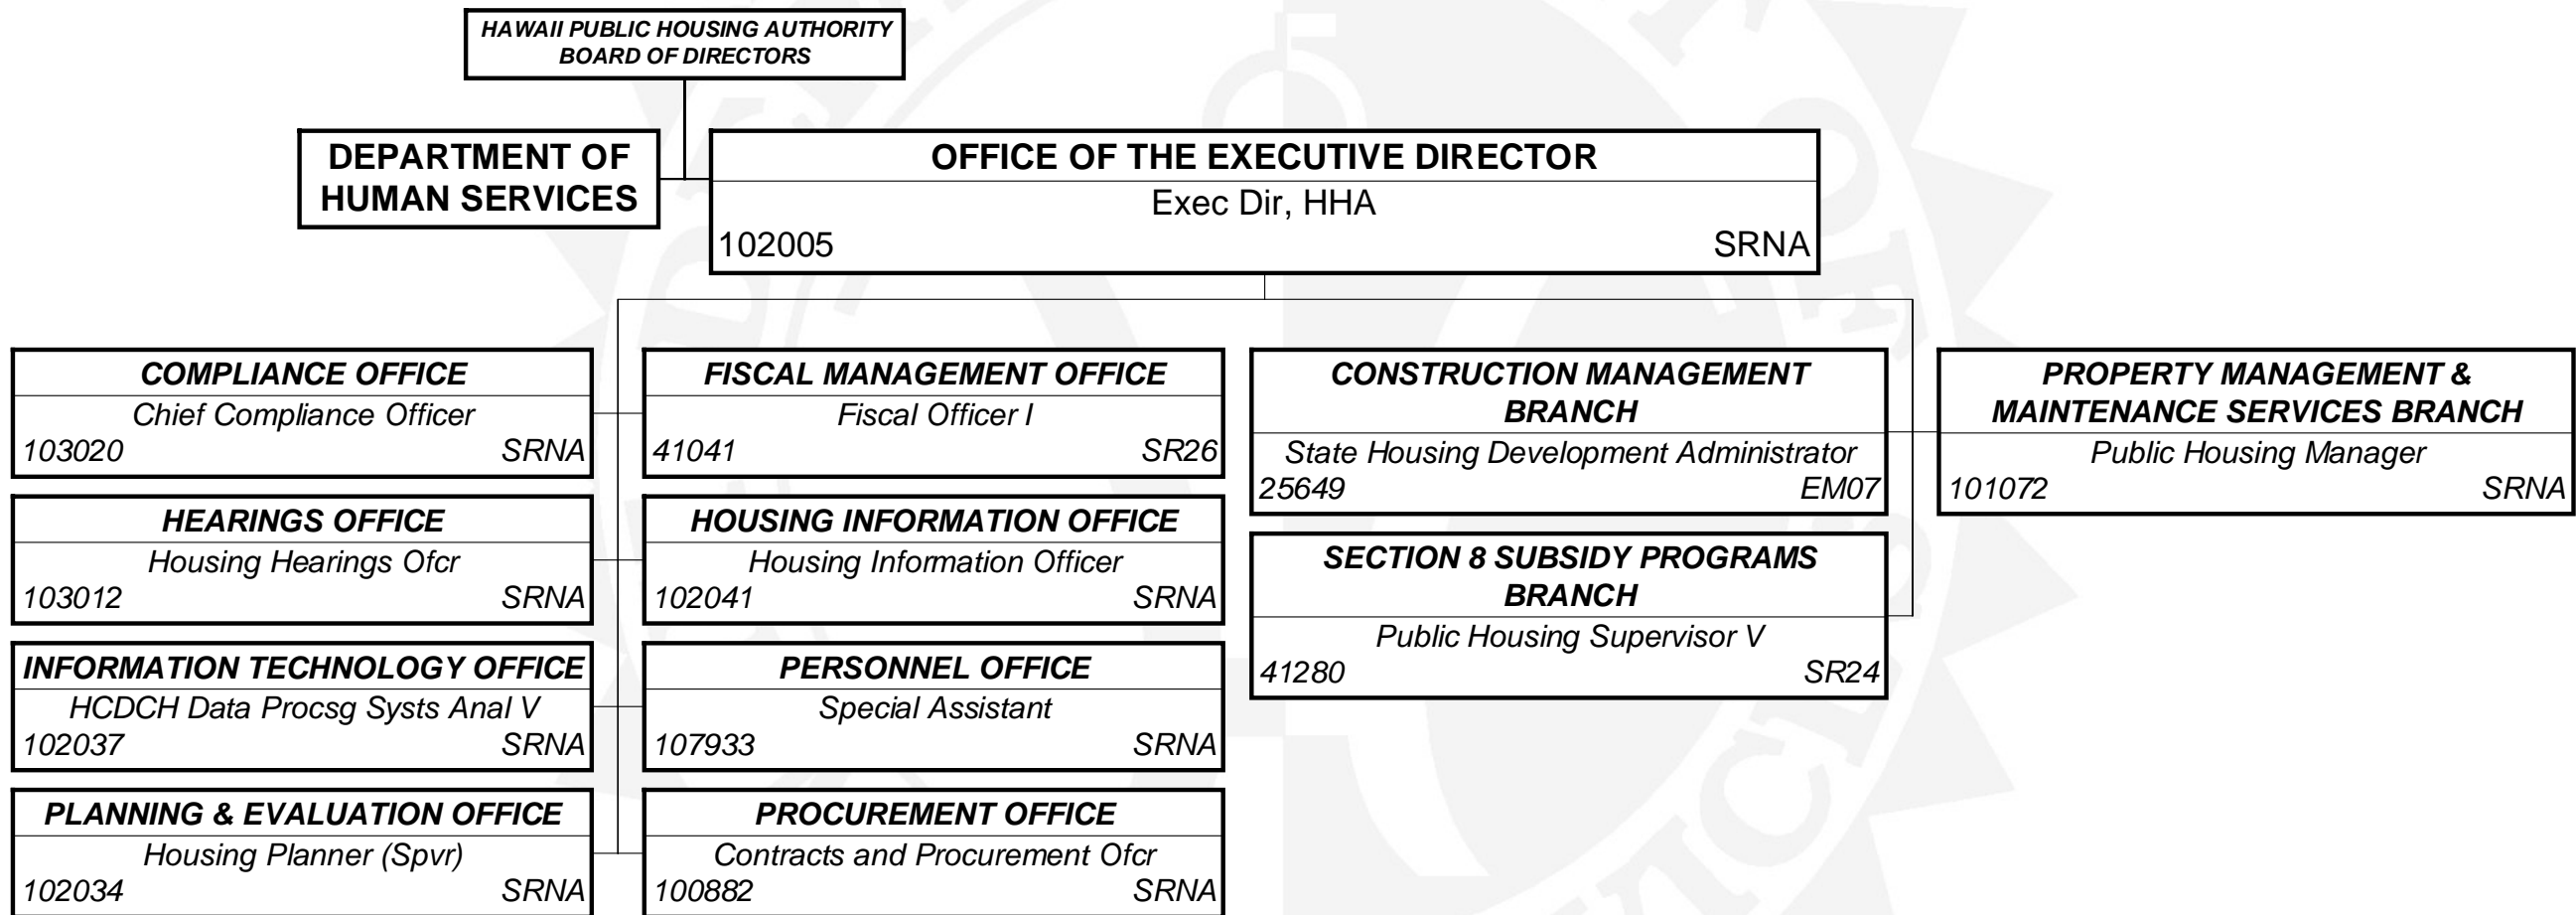 HAWAII PUBLIC HOUSING AUTHORITY
BOARD OF DIRECTORS
DEPARTMENT OF
HUMAN SERVICES
OFFICE OF THE EXECUTIVE DIRECTOR
Exec Dir, HHA
102005 SRNA
COMPLIANCE OFFICE
Chief Compliance Officer
103020 SRNA
FISCAL MANAGEMENT OFFICE
Fiscal Officer I
41041 SR26
CONSTRUCTION MANAGEMENT
BRANCH
State Housing Development Administrator
25649 EM07
PROPERTY MANAGEMENT &
MAINTENANCE SERVICES BRANCH
Public Housing Manager
101072 SRNA
HEARINGS OFFICE
Housing Hearings Ofcr
103012 SRNA
HOUSING INFORMATION OFFICE
Housing Information Officer
102041 SRNA
SECTION 8 SUBSIDY PROGRAMS
BRANCH
Public Housing Supervisor V
41280 SR24
INFORMATION TECHNOLOGY OFFICE
HCDCH Data Procsg Systs Anal V
102037 SRNA
PERSONNEL OFFICE
Special Assistant
107933 SRNA
PLANNING & EVALUATION OFFICE
Housing Planner (Spvr)
102034 SRNA
PROCUREMENT OFFICE
Contracts and Procurement Ofcr
100882 SRNA